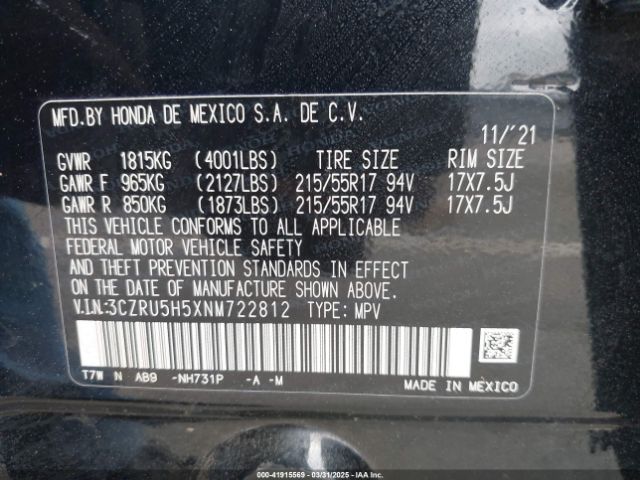 MFD.BY HONDA DE MEXICO S.A. DE C.V.
11/'21
GVWR 1815KG (4001LBS) TIRE SIZE RIM SIZE
GAWR F 965KG (2127LBS) 215/55R17 94V 17X7.5J
GAWR R 850KG (1873LBS) 215/55R17 94V 17X7.5J
THIS VEHICLE CONFORMS TO ALL APPLICABLE
FEDERAL MOTOR VEHICLE SAFETY
AND THEFT PREVENTION STANDARDS IN EFFECT
ON THE DATE OF MANUFACTURE SHOWN ABOVE.
V.I.N.:3CZRU5H5XNM722812 TYPE: MPV
T7W N AB9 -NH731P -A -M
MADE IN MEXICO
000-41915569 - 03/31/2025 - IAA